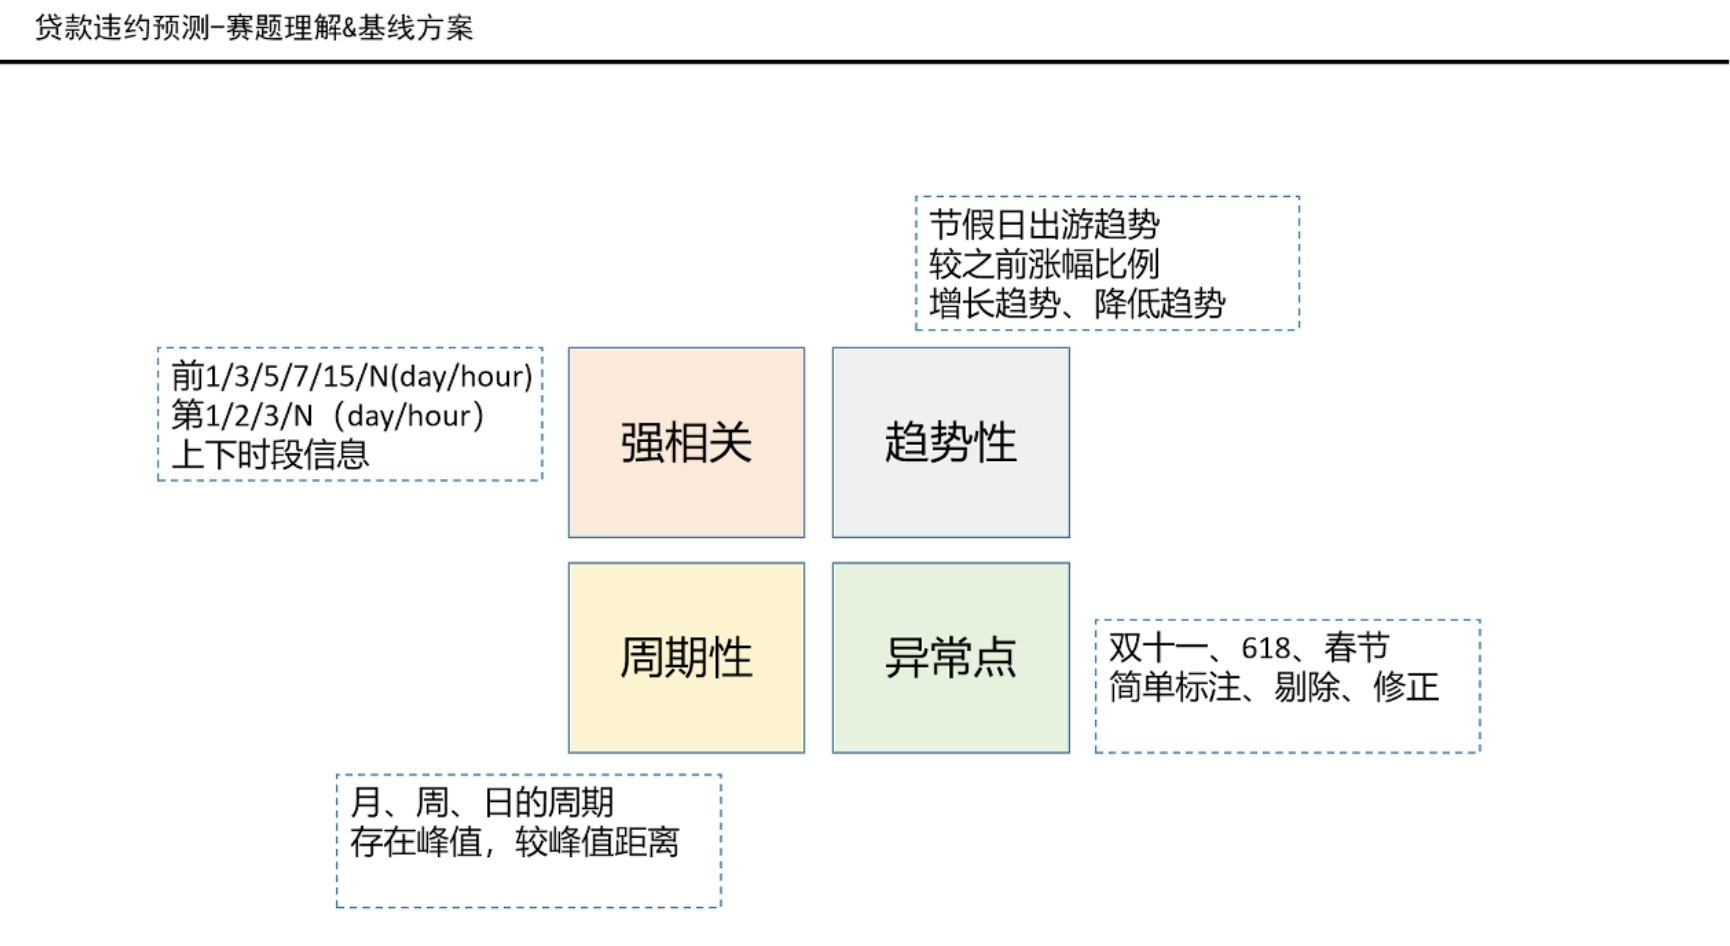 贷款违约预测-赛题理解&基线方案
节假日出游趋势
较之前涨幅比例
增长趋势、降低趋势
前1/3/5/7/15/N(day/hour)
第1/2/3/N（day/hour）
上下时段信息
强相关
趋势性
周期性
异常点
双十一、618、春节
简单标注、剔除、修正
月、周、日的周期
存在峰值，较峰值距离